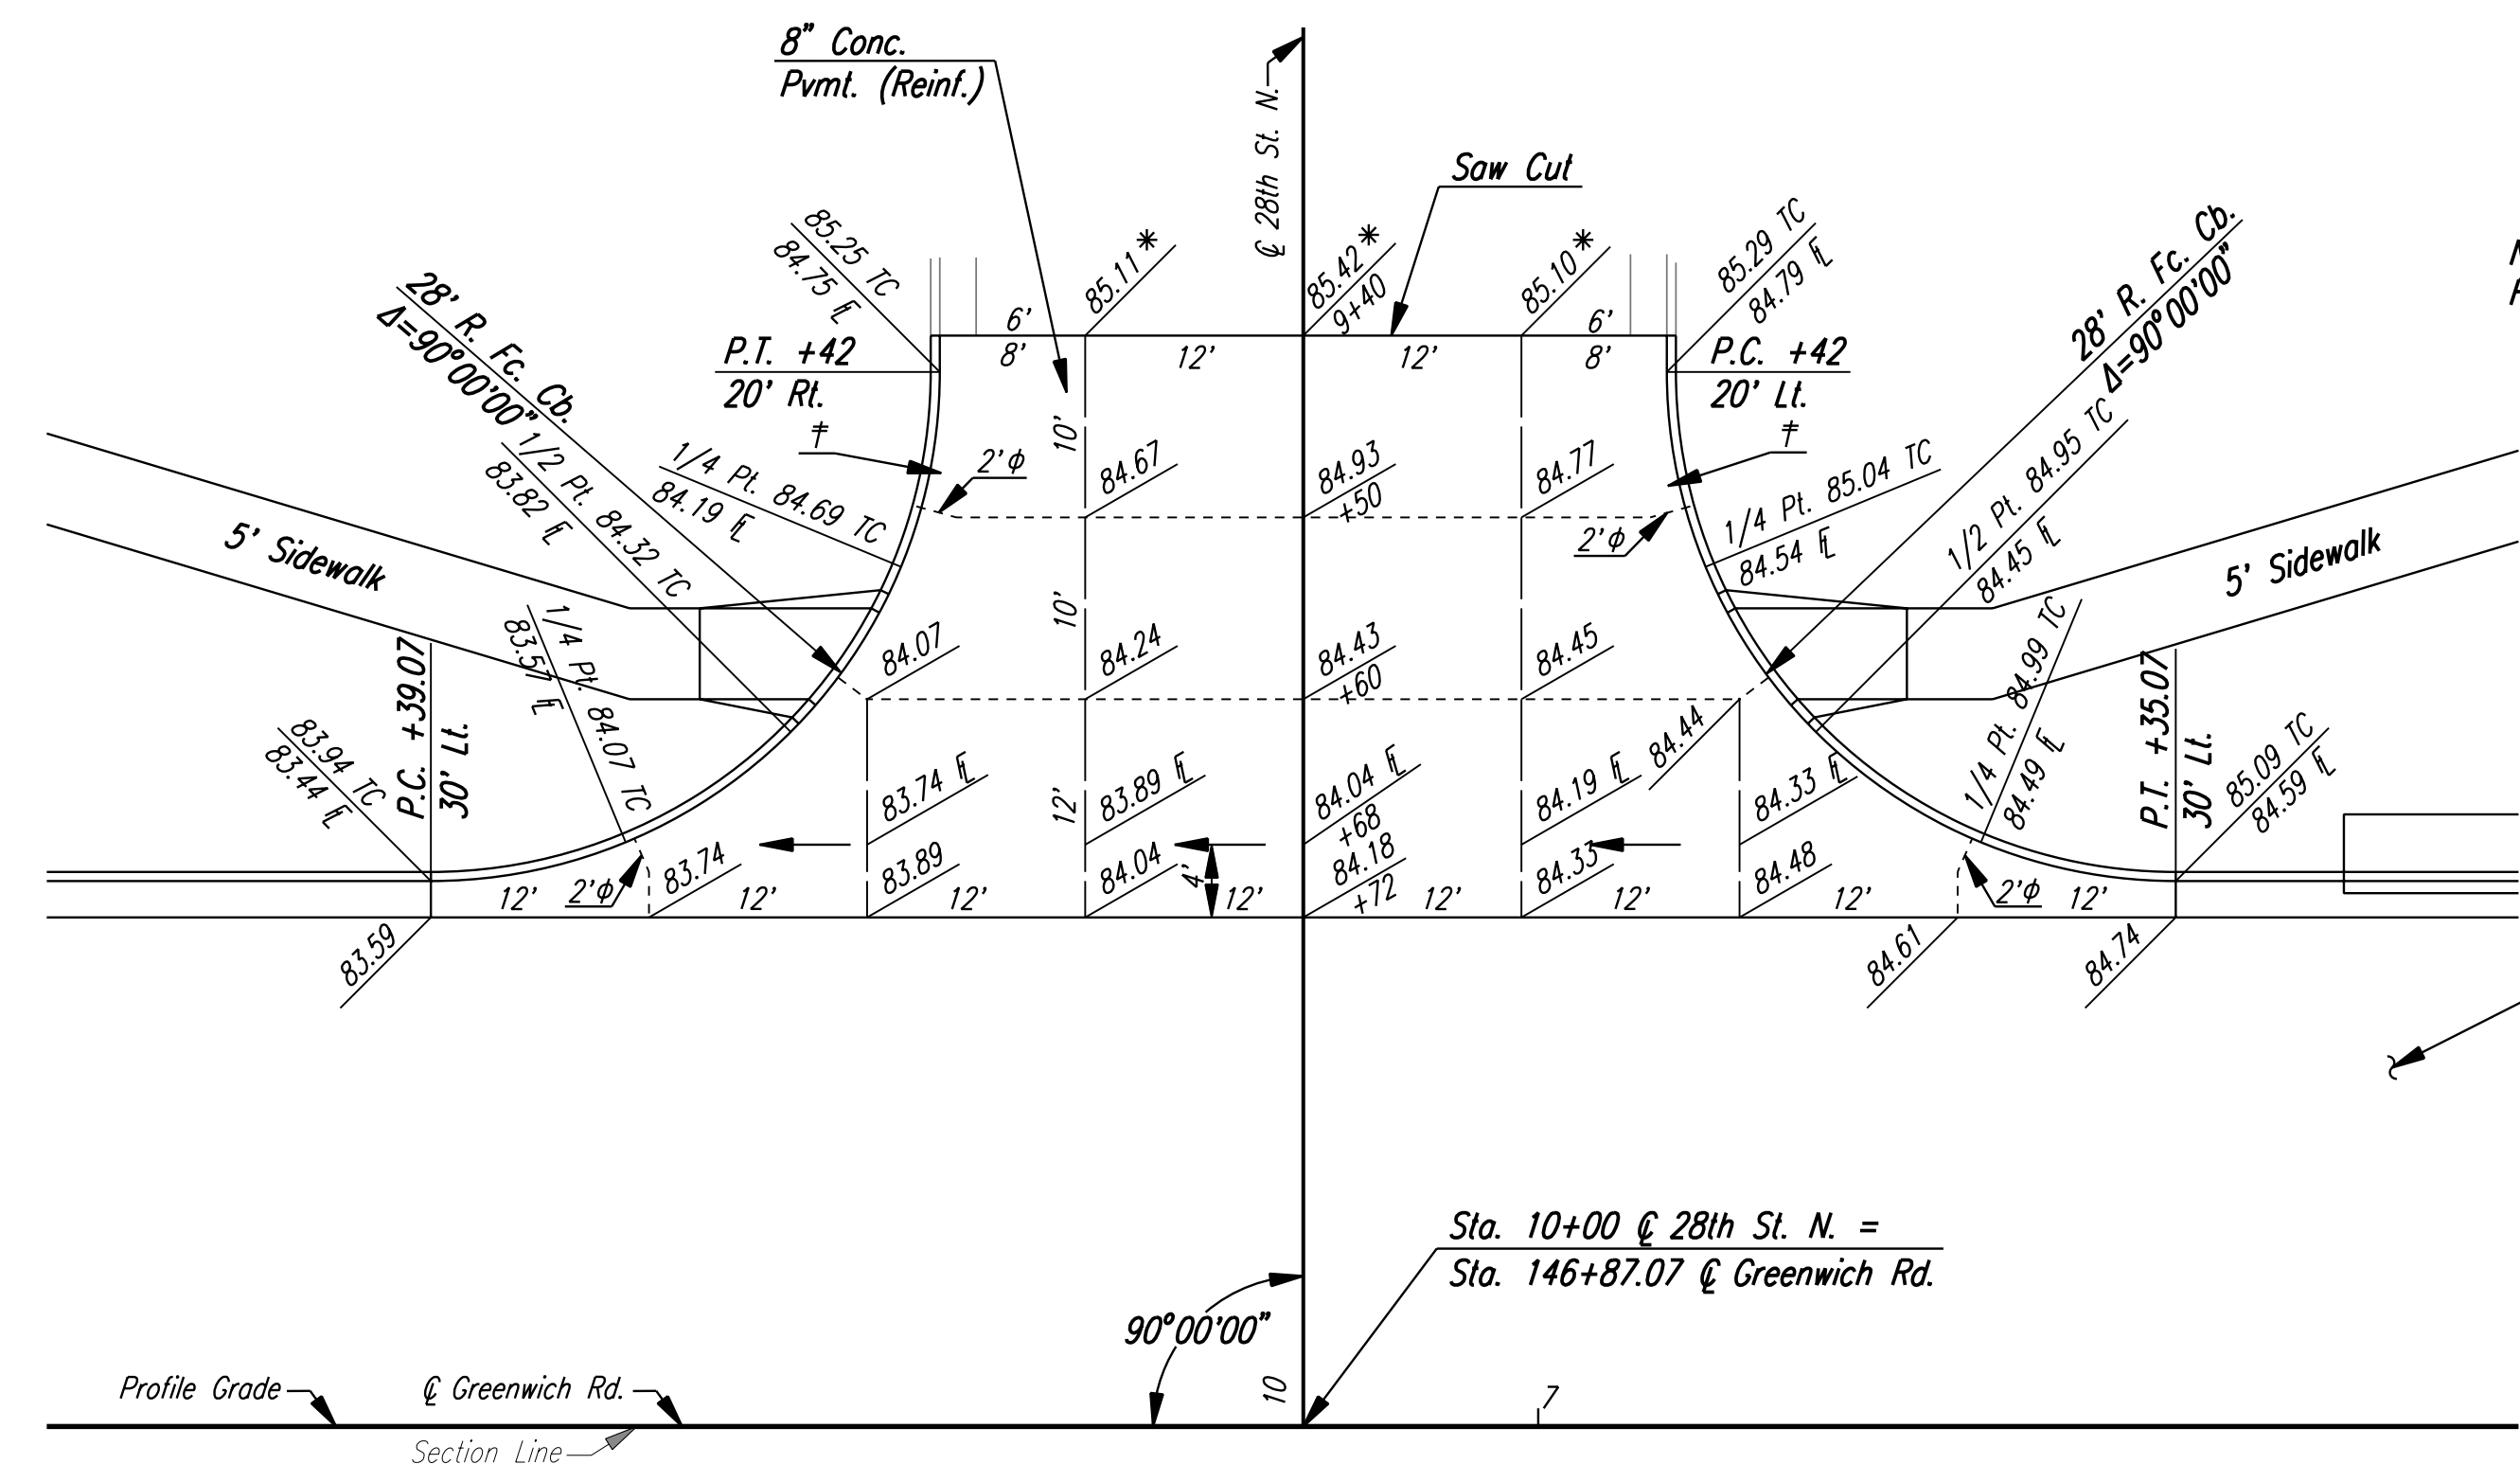 8” Conc.
Pvmt. (Reinf.)
℄ 28th St. N.
Saw Cut
85.25 TC
84.75 FL
85.11*
85.42*
9+40
85.10*
85.29 TC
84.79 FL
28’ R. Fc. Cb.
Δ=90°00’00”
28’ R. Fc. Cb.
Δ=90°00’00”
6’
8’
12’
12’
6’
8’
P.T. +42
20’ Rt.
P.C. +42
20’ Lt.
1/2 Pt. 84.32 TC
83.82 FL
1/4 Pt. 84.69 TC
84.19 FL
2’ϕ
10’
84.67
84.93
+50
84.77
2’ϕ
1/4 Pt. 85.04 TC
84.54 FL
1/2 Pt. 84.95 TC
84.45 FL
5’ Sidewalk
5’ Sidewalk
1/4 Pt. 84.07 TC
83.57 FL
84.07
10’
84.24
84.43
+60
84.45
84.44
1/4 Pt. 84.99 TC
84.49 FL
P.C. +39.07
30’ Lt.
P.T. +35.07
30’ Lt.
83.94 TC
83.44 FL
85.09 TC
84.59 FL
83.74 FL
12’
83.89 FL
84.04 FL
+68
84.19 FL
84.33 FL
83.74
83.89
84.04
4’
84.18
+72
84.33
84.48
12’
2’ϕ
12’
12’
12’
12’
12’
12’
2’ϕ
12’
83.59
84.61
84.74
Sta. 10+00 ℄ 28th St. N. =
Sta. 146+87.07 ℄ Greenwich Rd.
90°00’00”
10
7
Profile Grade
℄ Greenwich Rd.
Section Line